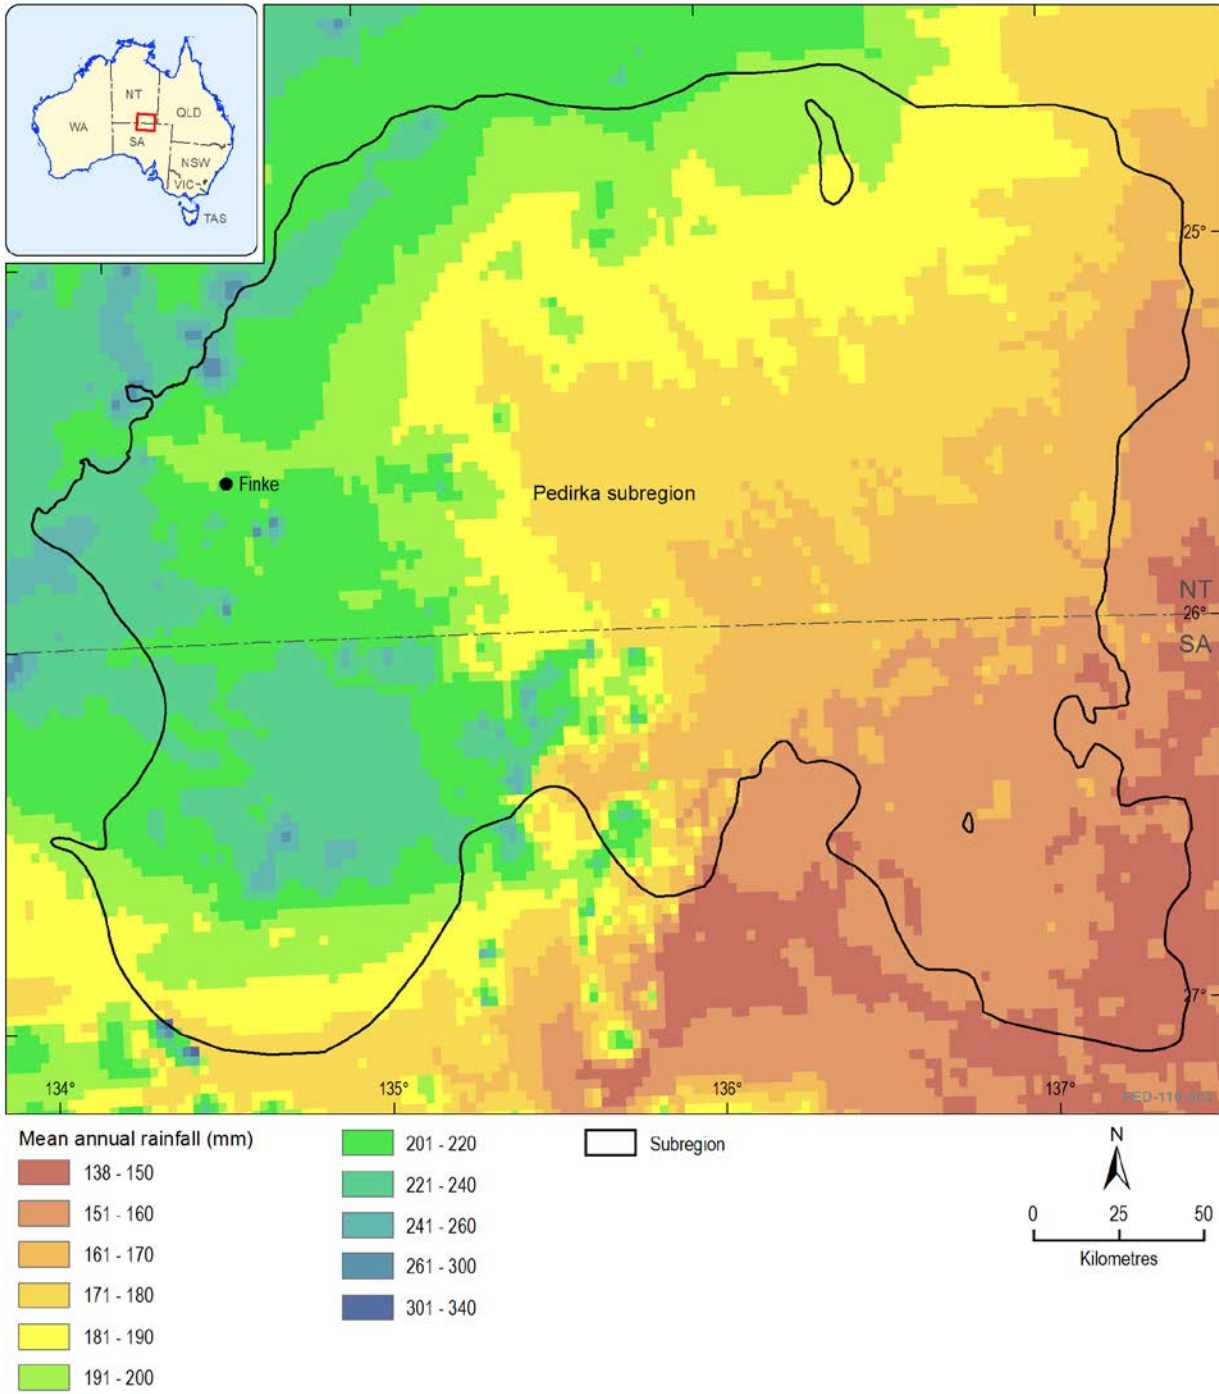 NT
WA
QLD
SA
NSW
VIC
TAS
25°
Finke
Pedirka subregion
NT
26°
SA
27°
134°
135°
136°
137°
Mean annual rainfall (mm)
138 - 150
151 - 160
161 - 170
171 - 180
181 - 190
191 - 200
201 - 220
221 - 240
241 - 260
261 - 300
301 - 340
Subregion
N
0 25 50
Kilometres